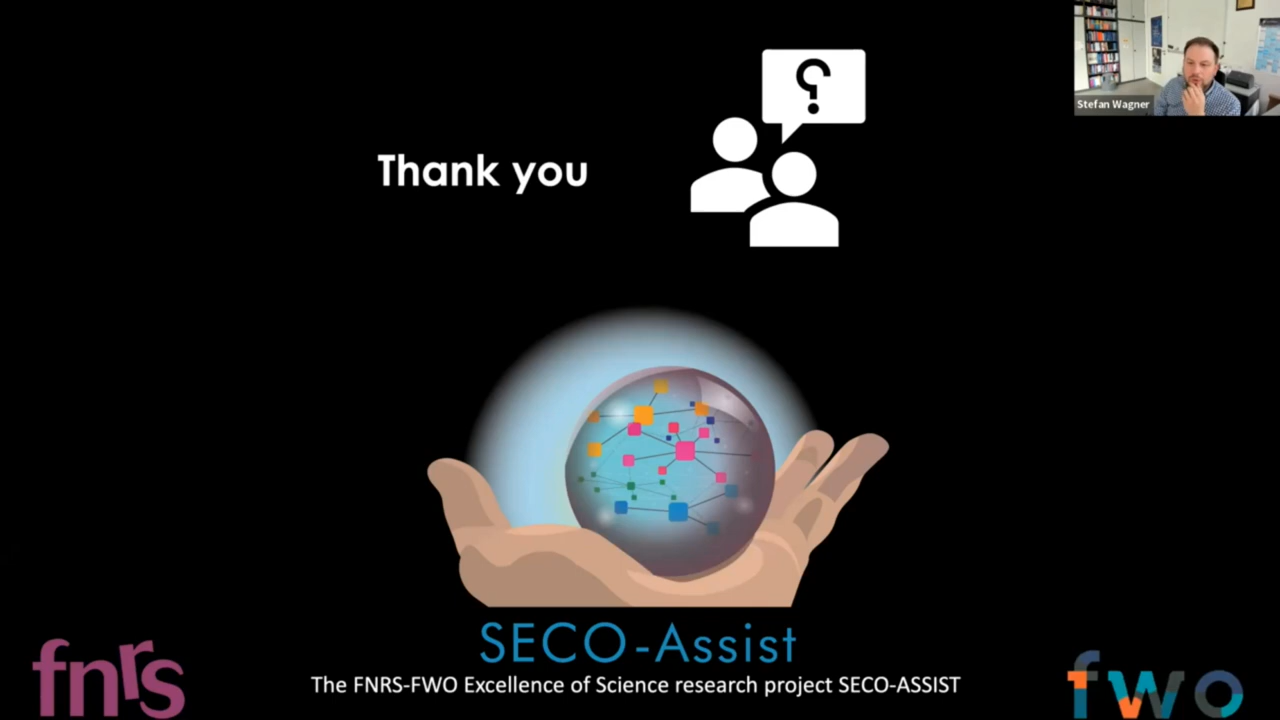 Stefan Wagner
Thank you
?
SECO-Assist
The FNRS-FWO Excellence of Science research project SECO-ASSIST
fnrs
fwo